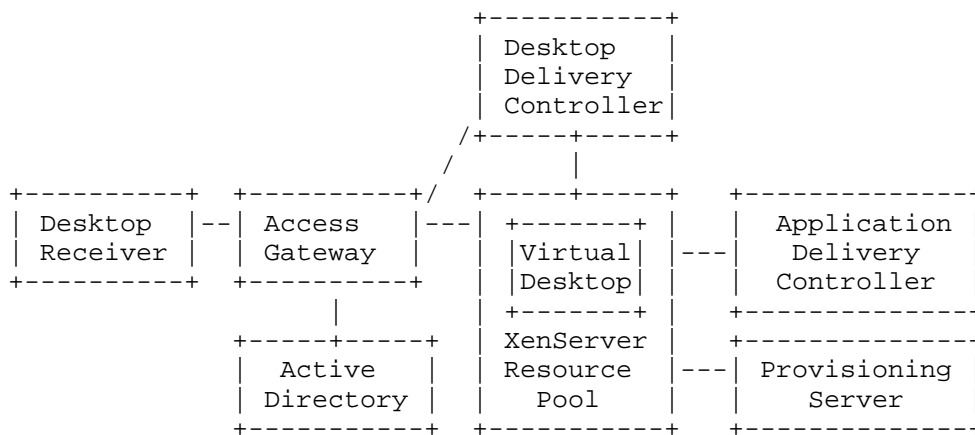 Desktop
Delivery
Controller
Desktop
Receiver
Access
Gateway
Virtual
Desktop
XenServer
Resource
Pool
Application
Delivery
Controller
Active
Directory
Provisioning
Server